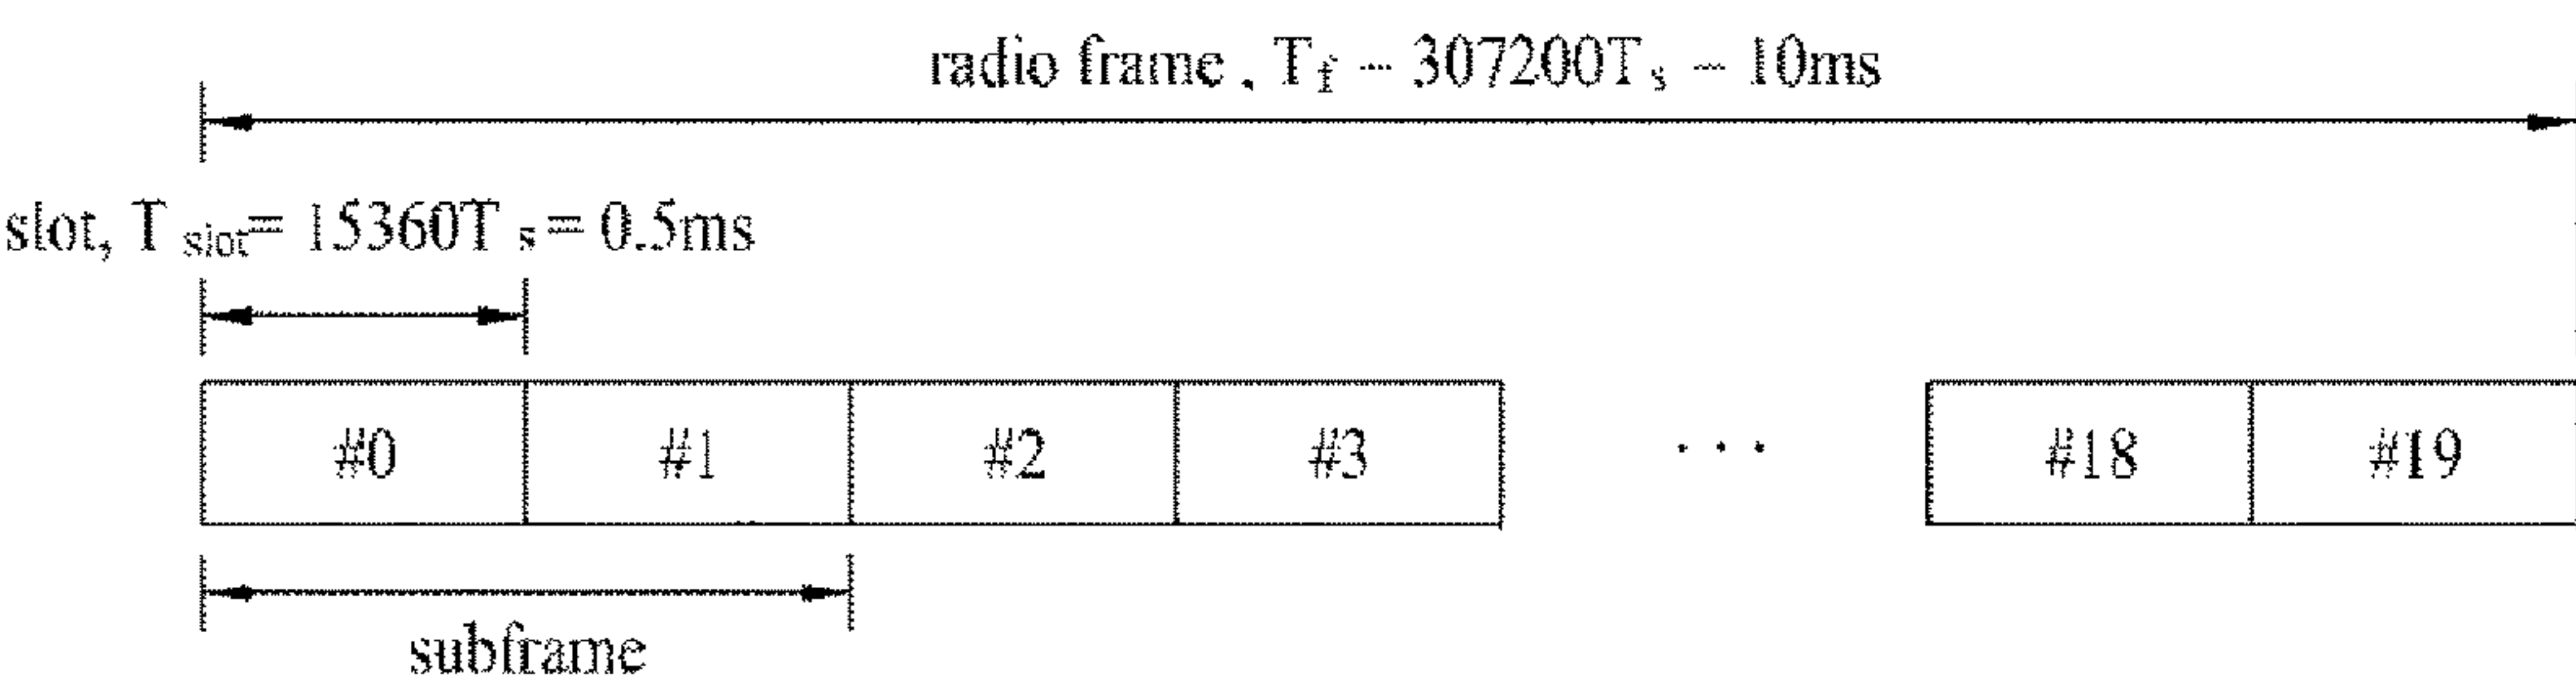 radio frame , T_f = 307200T_s = 10ms
slot, T_slot = 15360T_s = 0.5ms
#0 #1 #2 #3 ... #18 #19
subframe